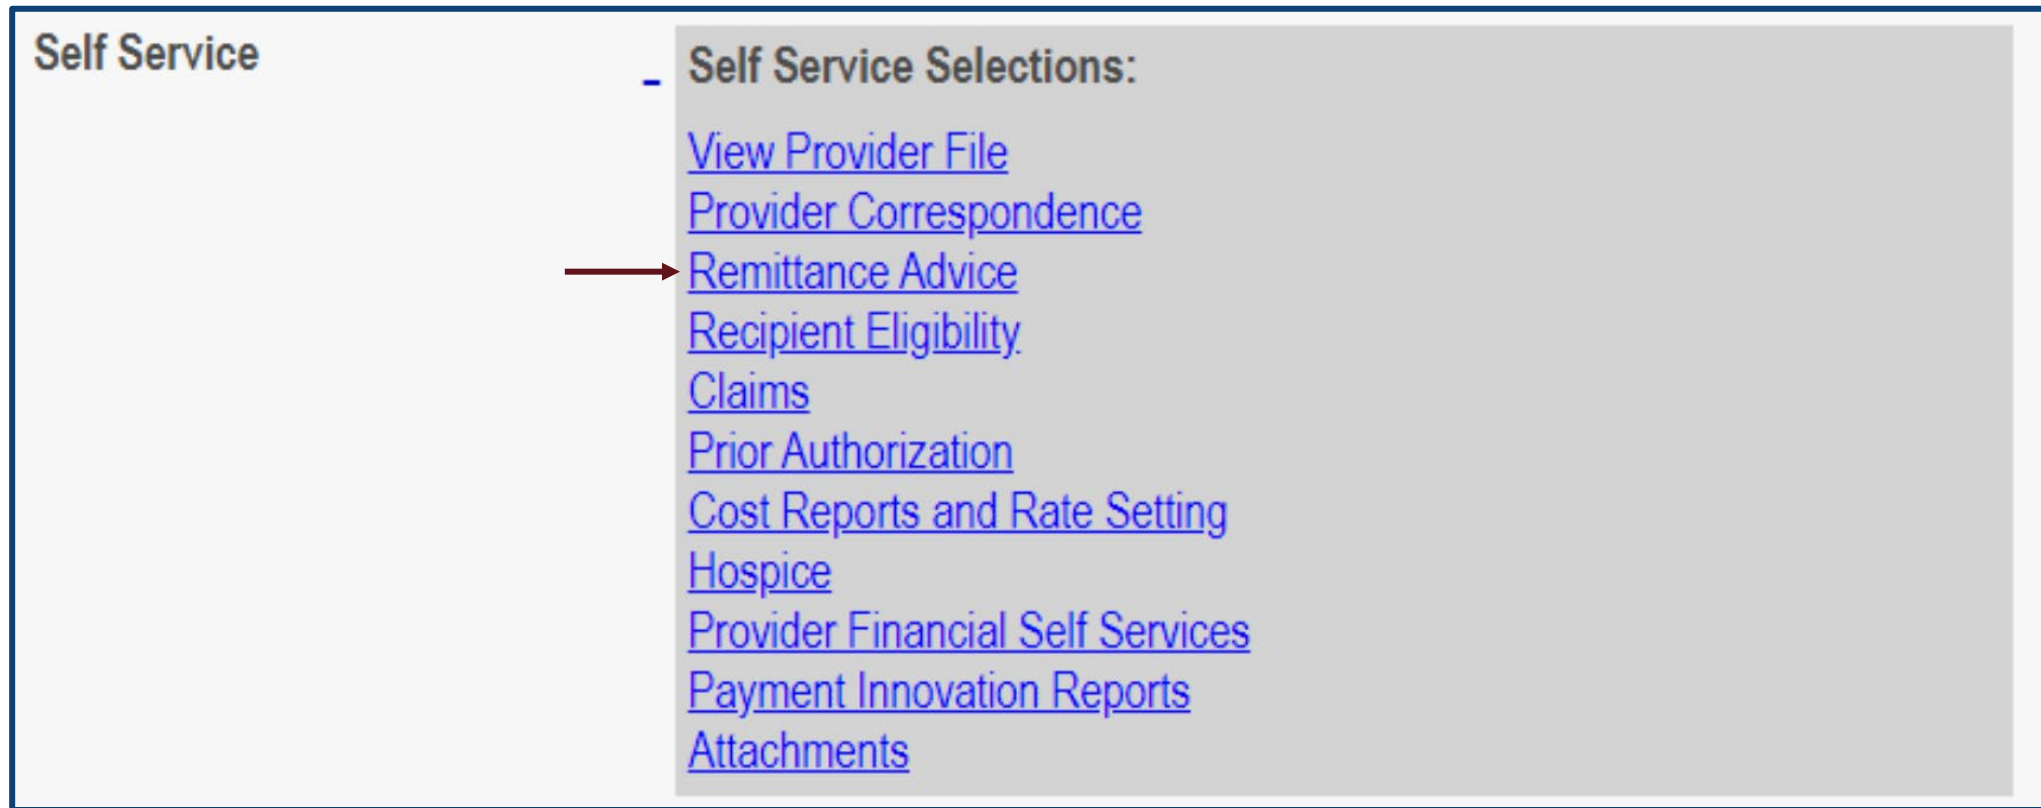 Self Service
Self Service Selections:
View Provider File
Provider Correspondence
Remittance Advice
Recipient Eligibility
Claims
Prior Authorization
Cost Reports and Rate Setting
Hospice
Provider Financial Self Services
Payment Innovation Reports
Attachments